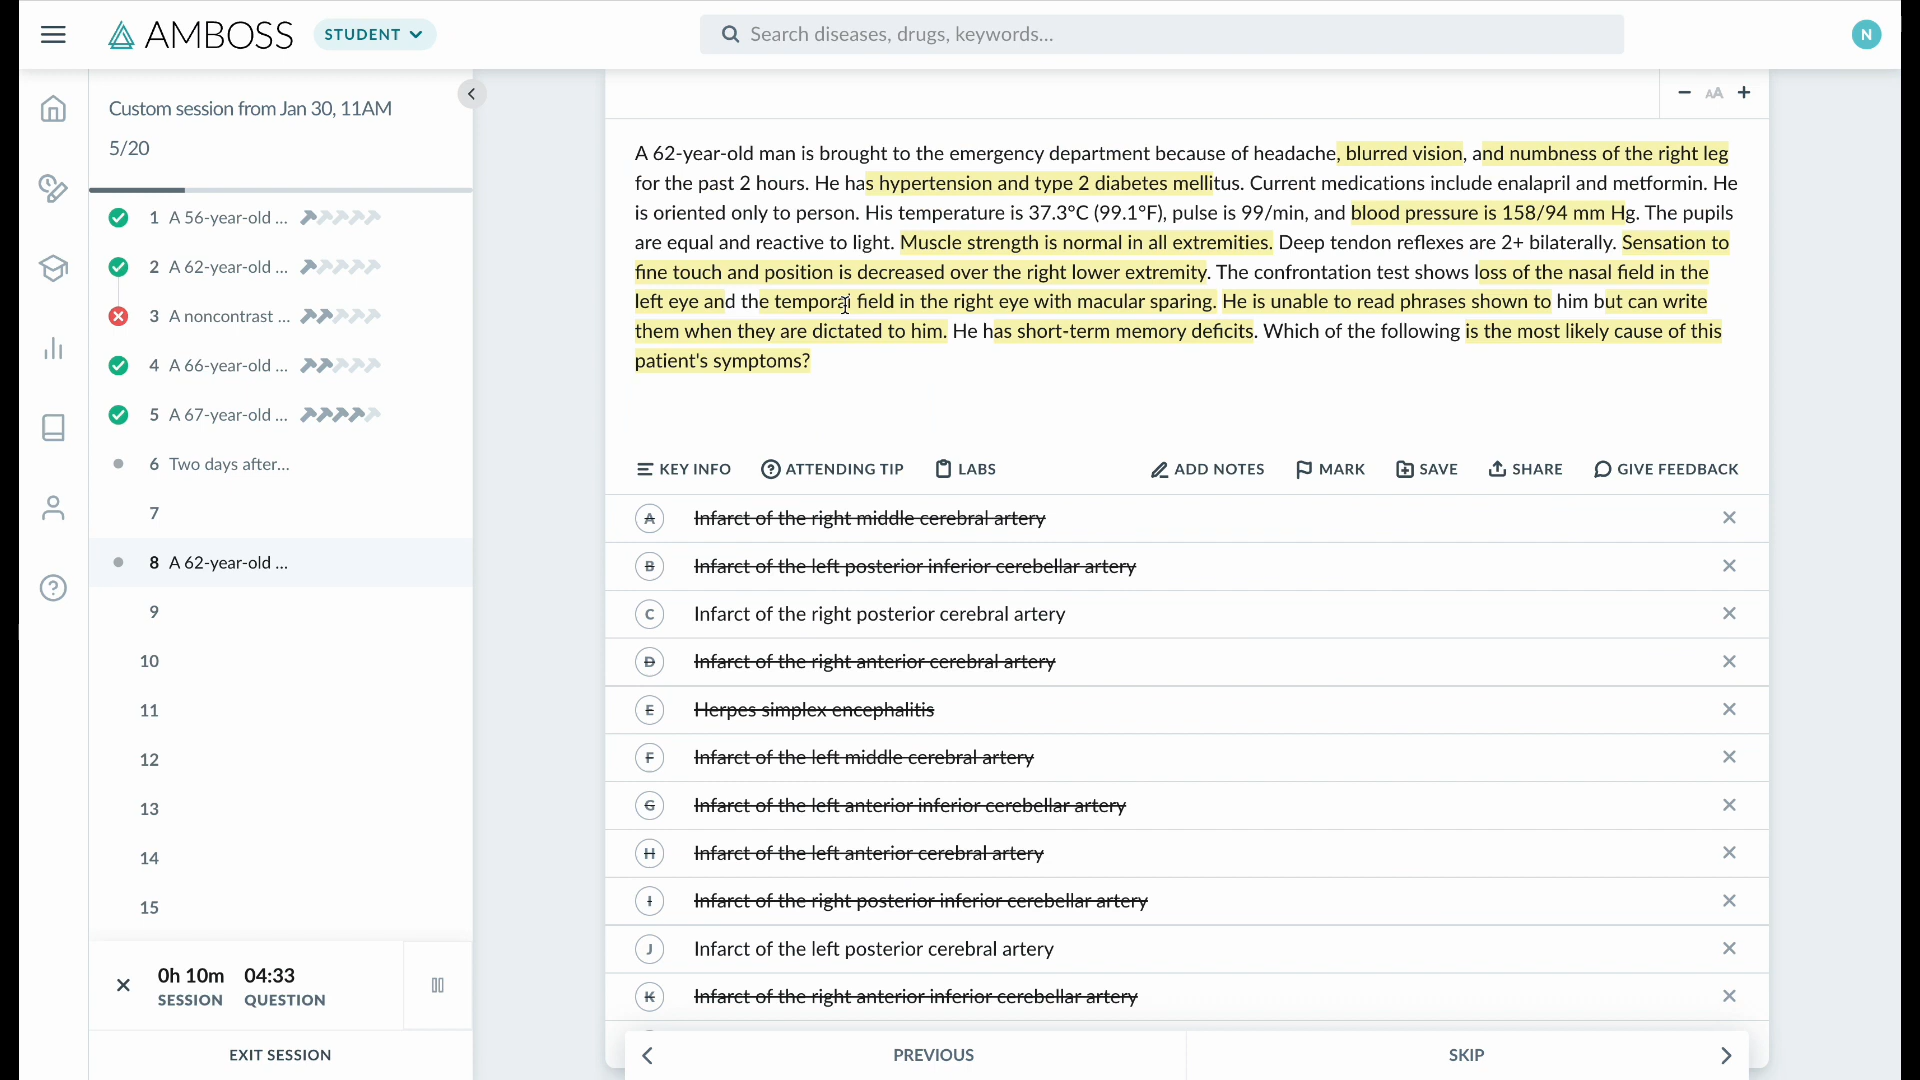 AMBOSS
STUDENT
Search diseases, drugs, keywords...
N
Custom session from Jan 30, 11AM
5/20
1 A 56-year-old ...
2 A 62-year-old ...
3 A noncontrast ...
4 A 66-year-old ...
5 A 67-year-old ...
6 Two days after...
7
8 A 62-year-old ...
9
10
11
12
13
14
15
0h 10m 04:33
SESSION QUESTION
EXIT SESSION
AA
A 62-year-old man is brought to the emergency department because of headache, blurred vision, and numbness of the right leg
for the past 2 hours. He has hypertension and type 2 diabetes mellitus. Current medications include enalapril and metformin. He
is oriented only to person. His temperature is 37.3°C (99.1°F), pulse is 99/min, and blood pressure is 158/94 mm Hg. The pupils
are equal and reactive to light. Muscle strength is normal in all extremities. Deep tendon reflexes are 2+ bilaterally. Sensation to
fine touch and position is decreased over the right lower extremity. The confrontation test shows loss of the nasal field in the
left eye and the temporal field in the right eye with macular sparing. He is unable to read phrases shown to him but can write
them when they are dictated to him. He has short-term memory deficits. Which of the following is the most likely cause of this
patient's symptoms?
KEY INFO ATTENDING TIP LABS ADD NOTES MARK SAVE SHARE GIVE FEEDBACK
A Infarct of the right middle cerebral artery
B Infarct of the left posterior inferior cerebellar artery
C Infarct of the right posterior cerebral artery
D Infarct of the right anterior cerebral artery
E Herpes simplex encephalitis
F Infarct of the left middle cerebral artery
G Infarct of the left anterior inferior cerebellar artery
H Infarct of the left anterior cerebral artery
I Infarct of the right posterior inferior cerebellar artery
J Infarct of the left posterior cerebral artery
K Infarct of the right anterior inferior cerebellar artery
PREVIOUS SKIP